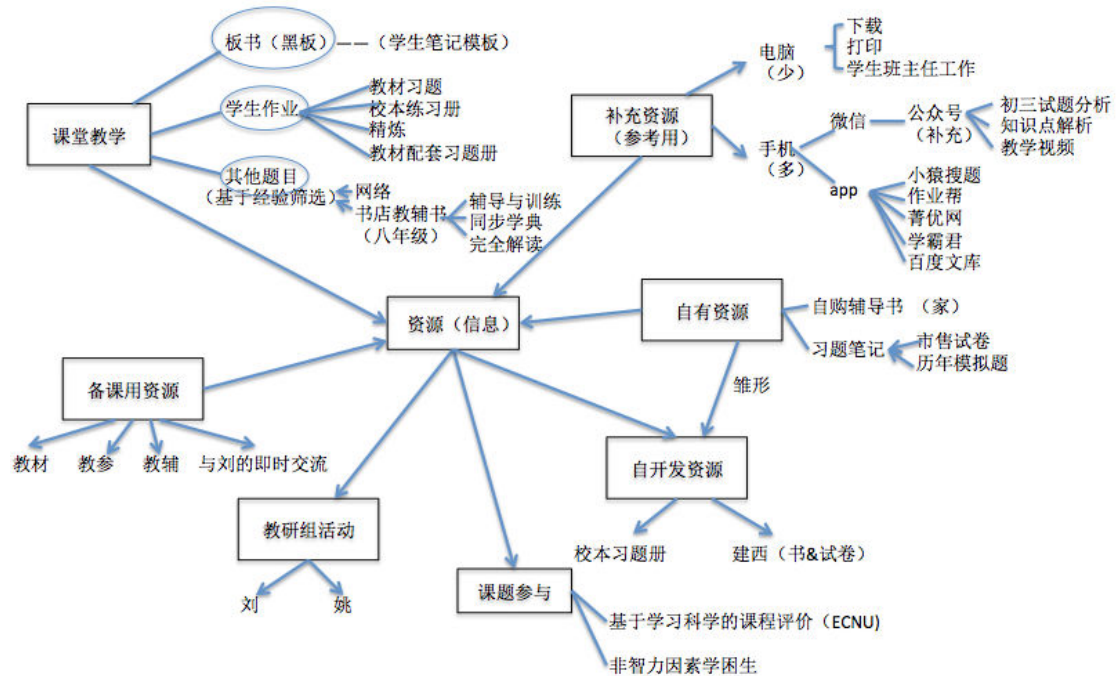 板书（黑板）——（学生笔记模板）
学生作业
教材习题
校本练习册
精炼
教材配套习题册
课堂教学
其他题目
（基于经验筛选）
网络
书店教辅书
（八年级）
辅导与训练
同步学典
完全解读
补充资源
（参考用）
电脑
（少）
下载
打印
学生班主任工作
手机
（多）
微信
公众号
（补充）
初三试题分析
知识点解析
教学视频
app
小猿搜题
作业帮
菁优网
学霸君
百度文库
资源（信息）
自有资源
自购辅导书 （家）
习题笔记
市售试卷
历年模拟题
雏形
备课用资源
教材
教参
教辅
与刘的即时交流
自开发资源
校本习题册
建西（书&试卷）
教研组活动
刘
姚
课题参与
基于学习科学的课程评价（ECNU)
非智力因素学困生